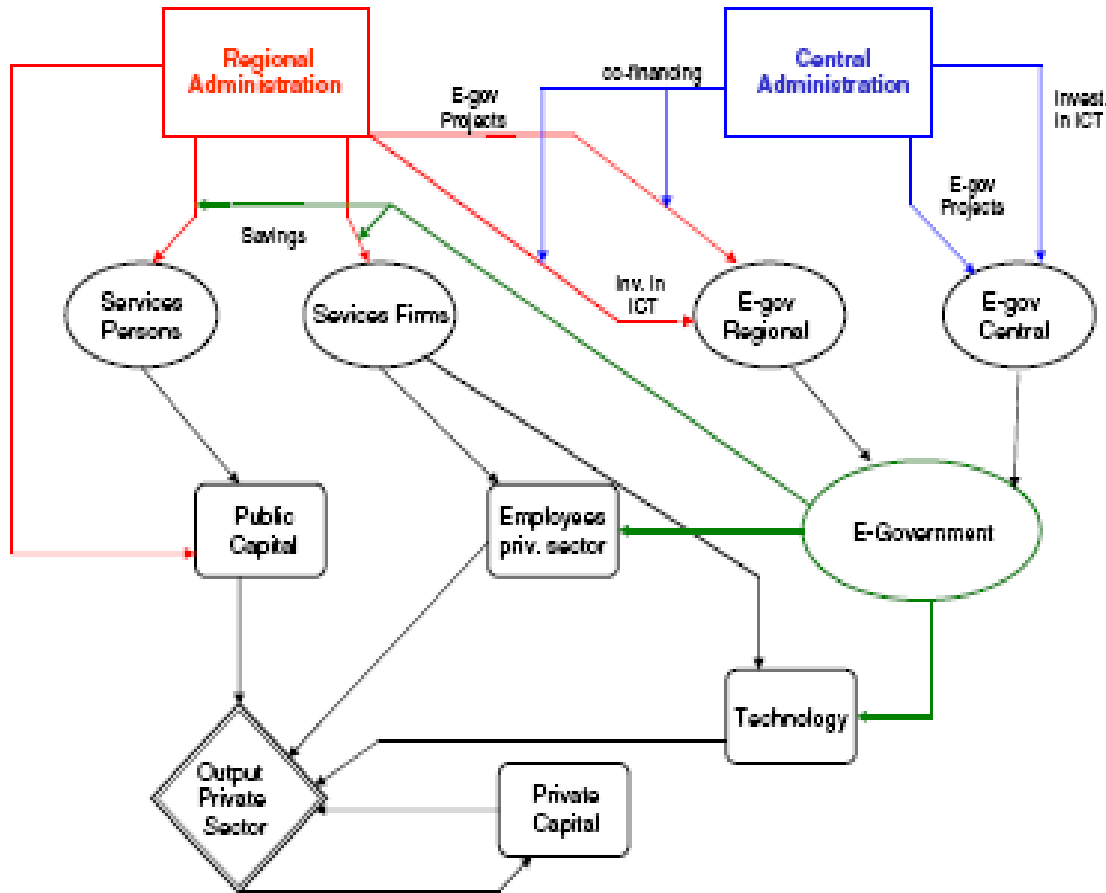 Regional
Administration
Central
Administration
co-financing
E-gov
Projects
Invest.
in ICT
E-gov
Projects
Savings
Services
Persons
Sevices Firms
Inv. in
ICT
E-gov
Regional
E-gov
Central
Public
Capital
Employees
priv. sector
E-Government
Technology
Output
Private
Sector
Private
Capital